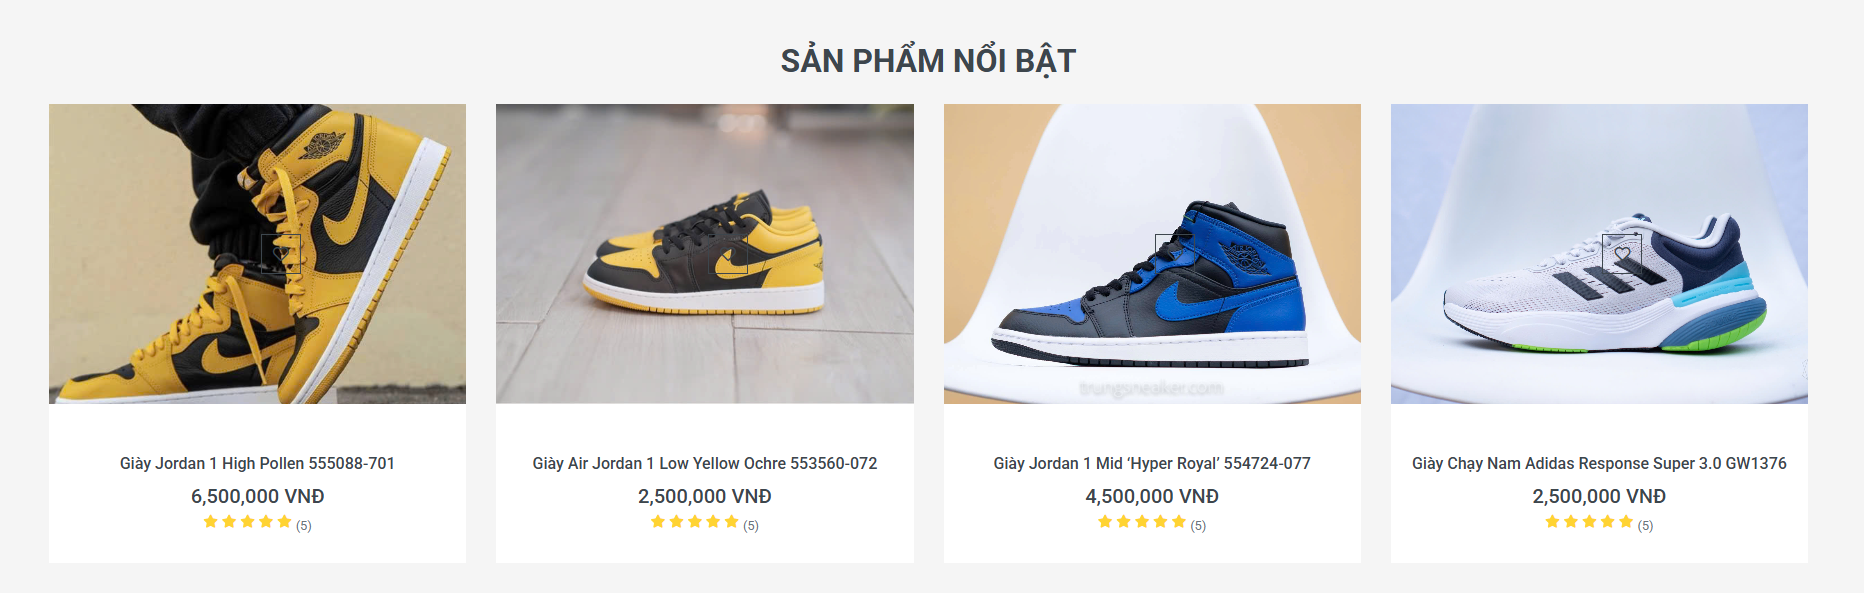 SẢN PHẨM NỔI BẬT
trungsneaker.com
Giày Jordan 1 High Pollen 555088-701
6,500,000 VNĐ
(5)
Giày Air Jordan 1 Low Yellow Ochre 553560-072
2,500,000 VNĐ
(5)
Giày Jordan 1 Mid ‘Hyper Royal’ 554724-077
4,500,000 VNĐ
(5)
Giày Chạy Nam Adidas Response Super 3.0 GW1376
2,500,000 VNĐ
(5)